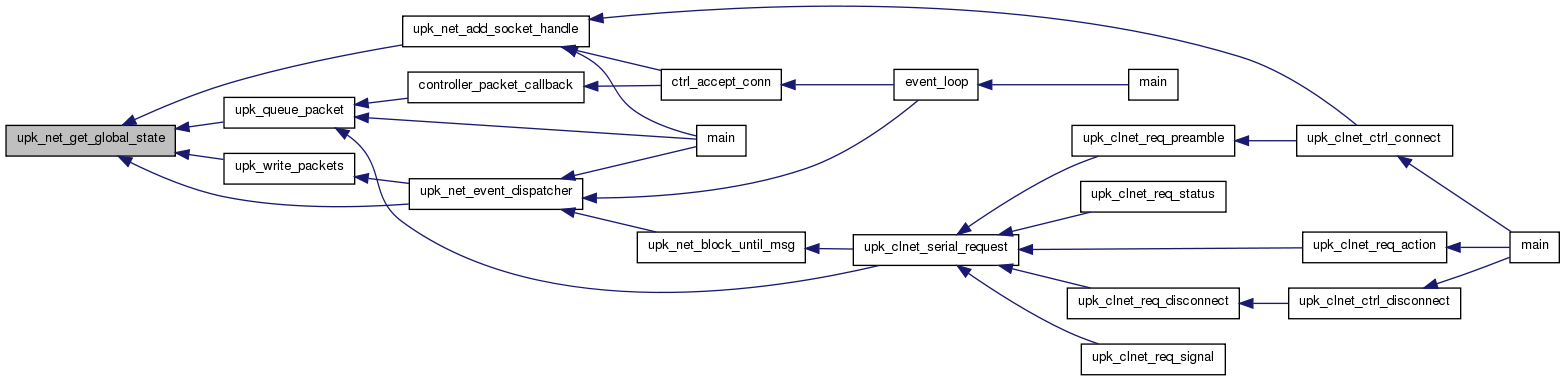 upk_net_get_global_state
upk_net_add_socket_handle
upk_queue_packet
upk_write_packets
controller_packet_callback
upk_net_event_dispatcher
ctrl_accept_conn
main
upk_net_block_until_msg
event_loop
upk_clnet_serial_request
main
upk_clnet_req_preamble
upk_clnet_req_status
upk_clnet_req_action
upk_clnet_req_disconnect
upk_clnet_req_signal
upk_clnet_ctrl_connect
upk_clnet_ctrl_disconnect
main